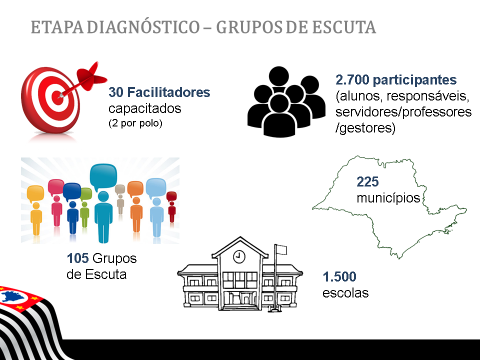 ETAPA DIAGNÓSTICO – GRUPOS DE ESCUTA
30 Facilitadores
capacitados
(2 por polo)
2.700 participantes
(alunos, responsáveis,
servidores/professores
/gestores)
225
municípios
105 Grupos
de Escuta
1.500
escolas